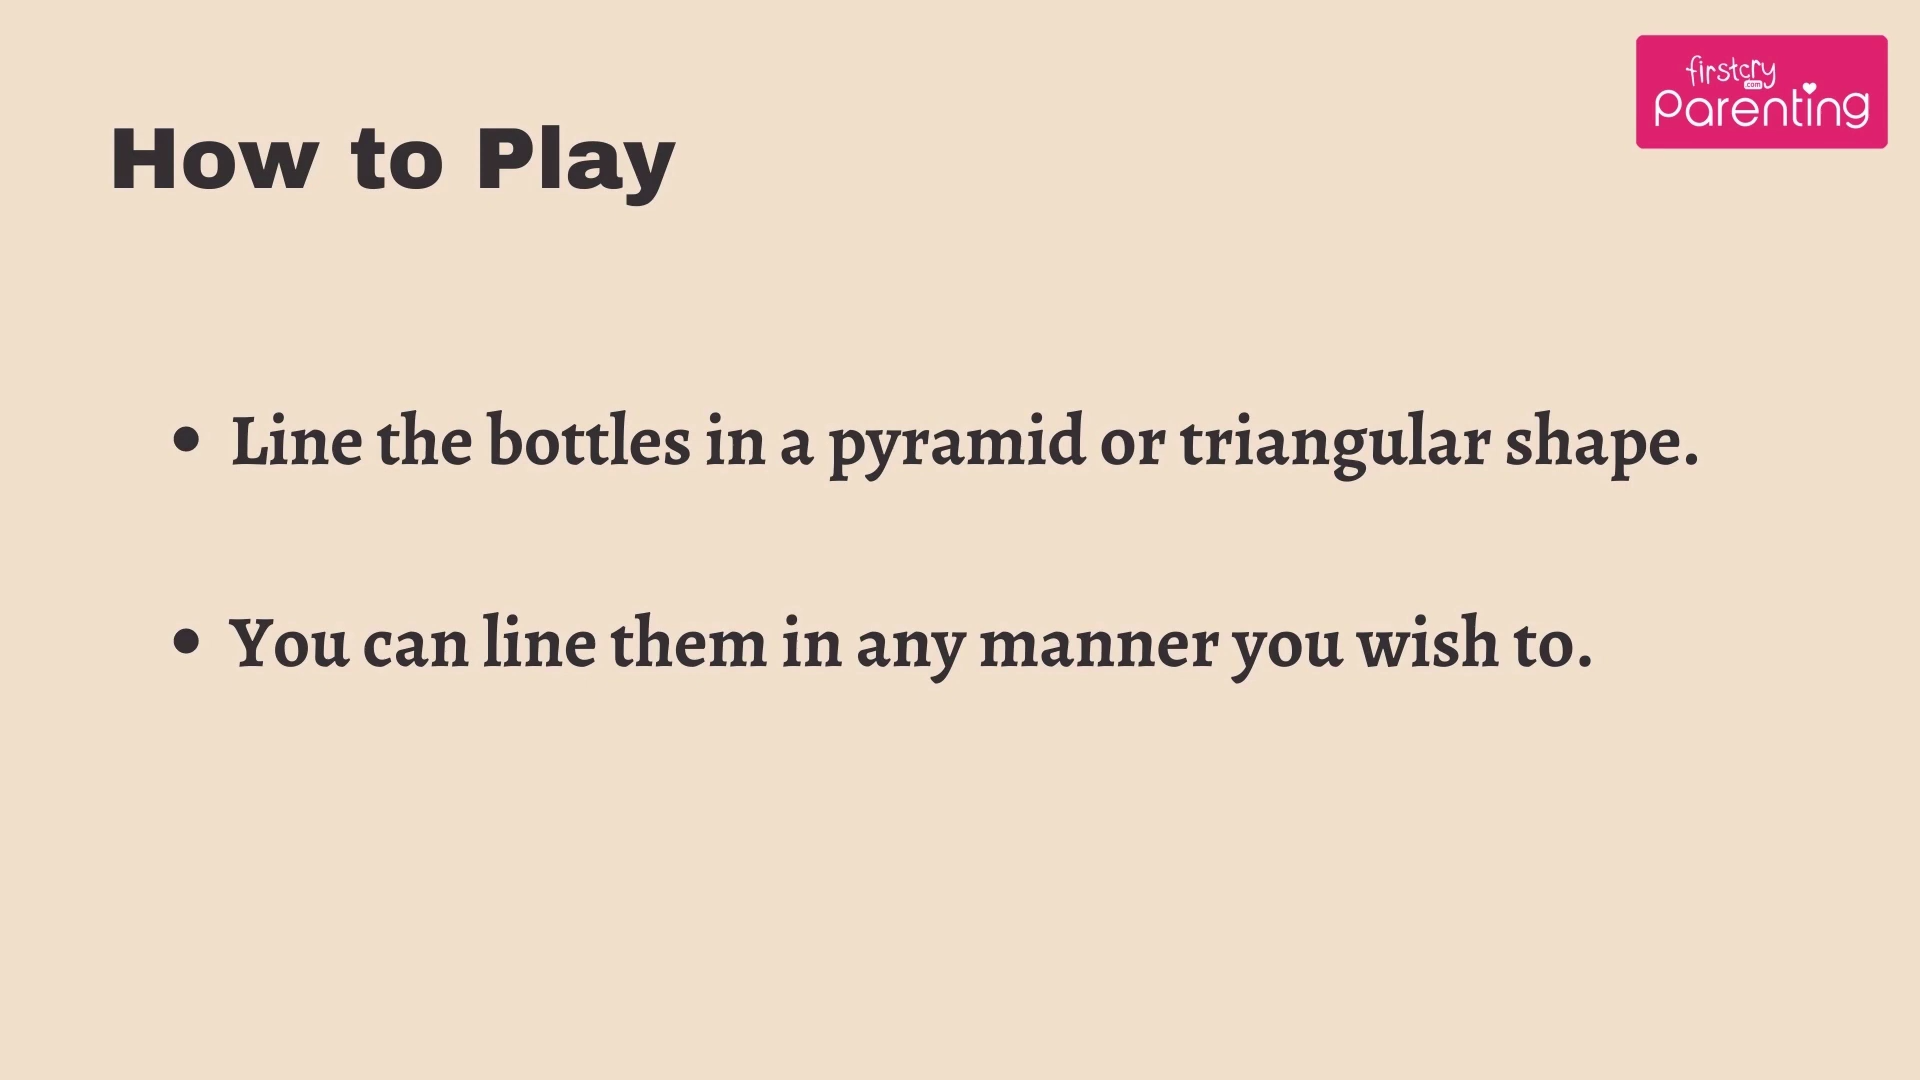 firstcry
.com
Parenting
How to Play
• Line the bottles in a pyramid or triangular shape.
• You can line them in any manner you wish to.